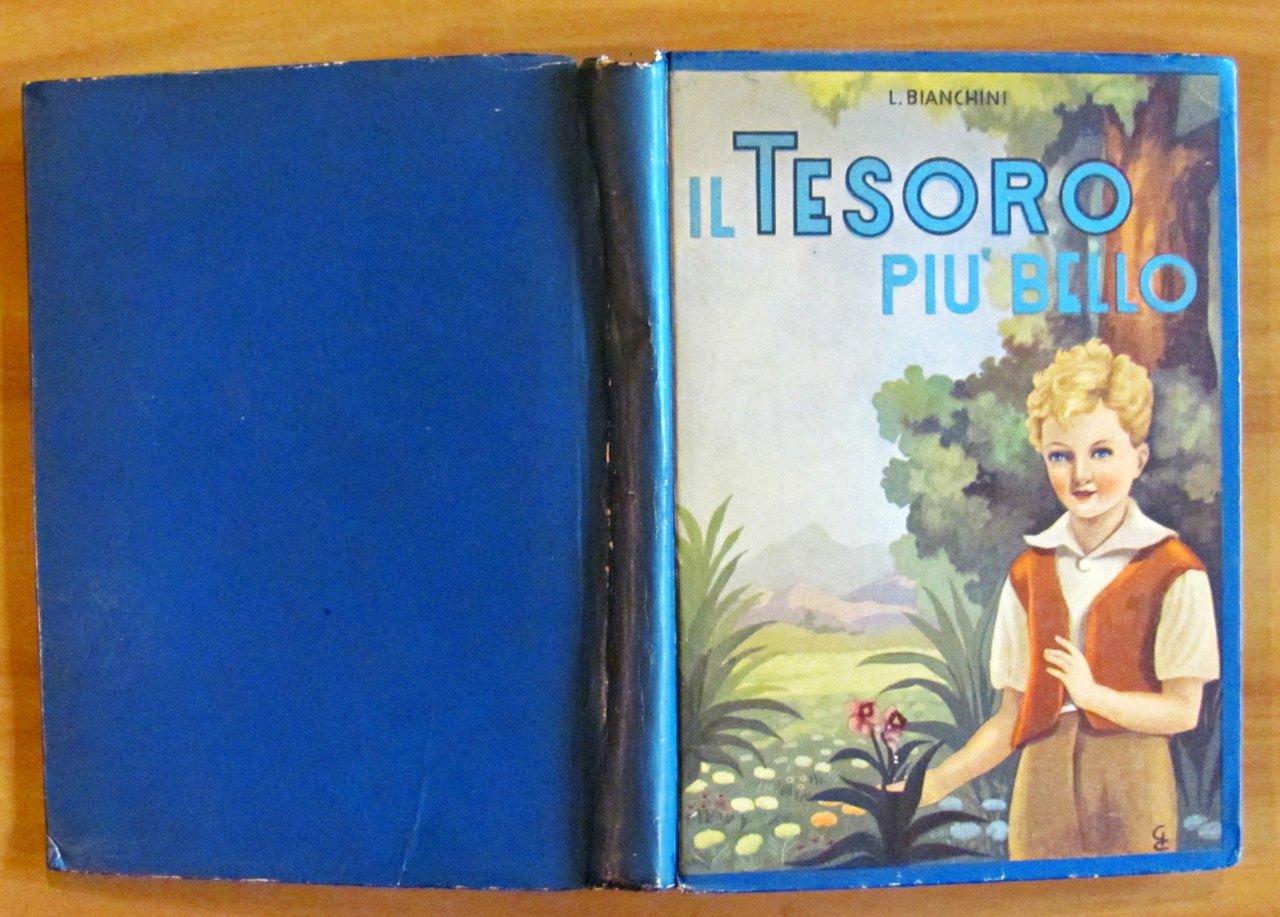 L. BIANCHINI
IL TESORO
PIU' BELLO